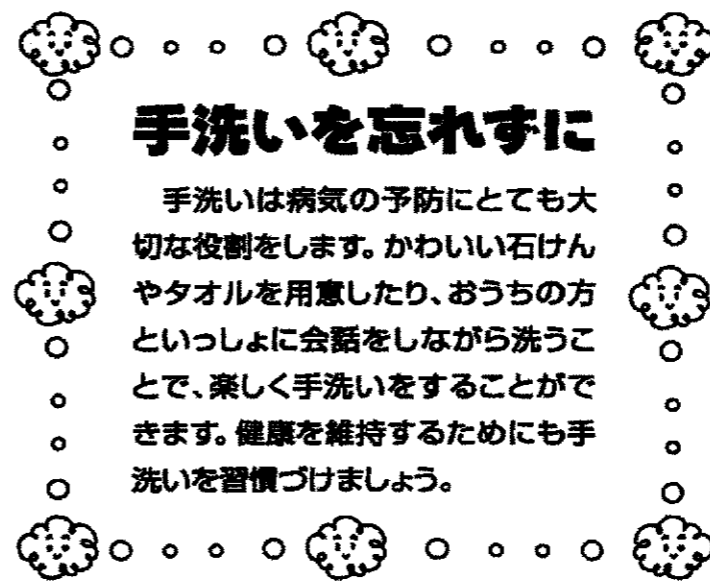 手洗いを忘れずに
　手洗いは病気の予防にとても大
切な役割をします。かわいい石けん
やタオルを用意したり、おうちの方
といっしょに会話をしながら洗うこ
とで、楽しく手洗いをすることがで
きます。健康を維持するためにも手
洗いを習慣づけましょう。